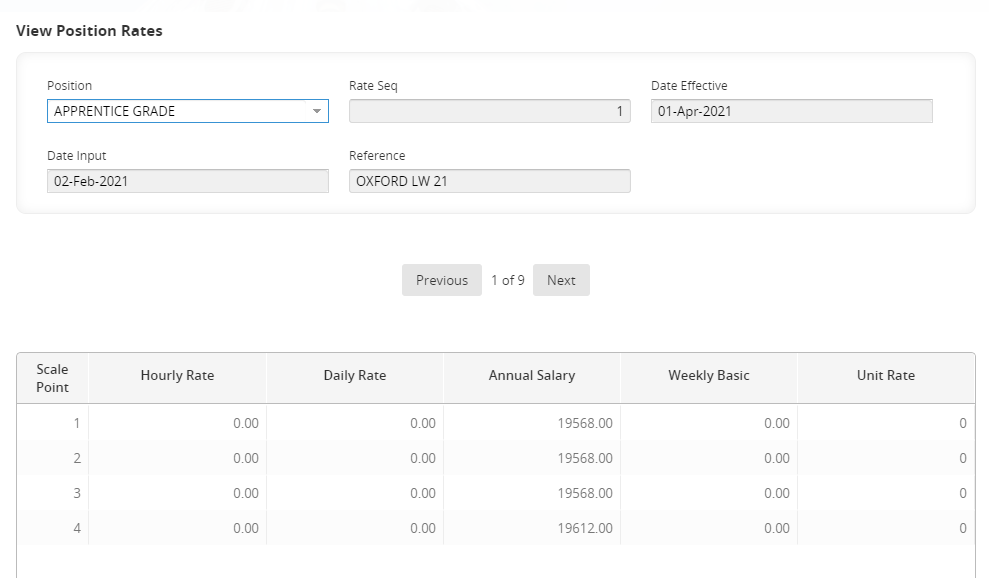 View Position Rates
Position Rate Seq Date Effective
APPRENTICE GRADE 1 01-Apr-2021
Date Input Reference
02-Feb-2021 OXFORD LW 21
Previous 1 of 9 Next
Scale Point Hourly Rate Daily Rate Annual Salary Weekly Basic Unit Rate
1 0.00 0.00 19568.00 0.00 0
2 0.00 0.00 19568.00 0.00 0
3 0.00 0.00 19568.00 0.00 0
4 0.00 0.00 19612.00 0.00 0